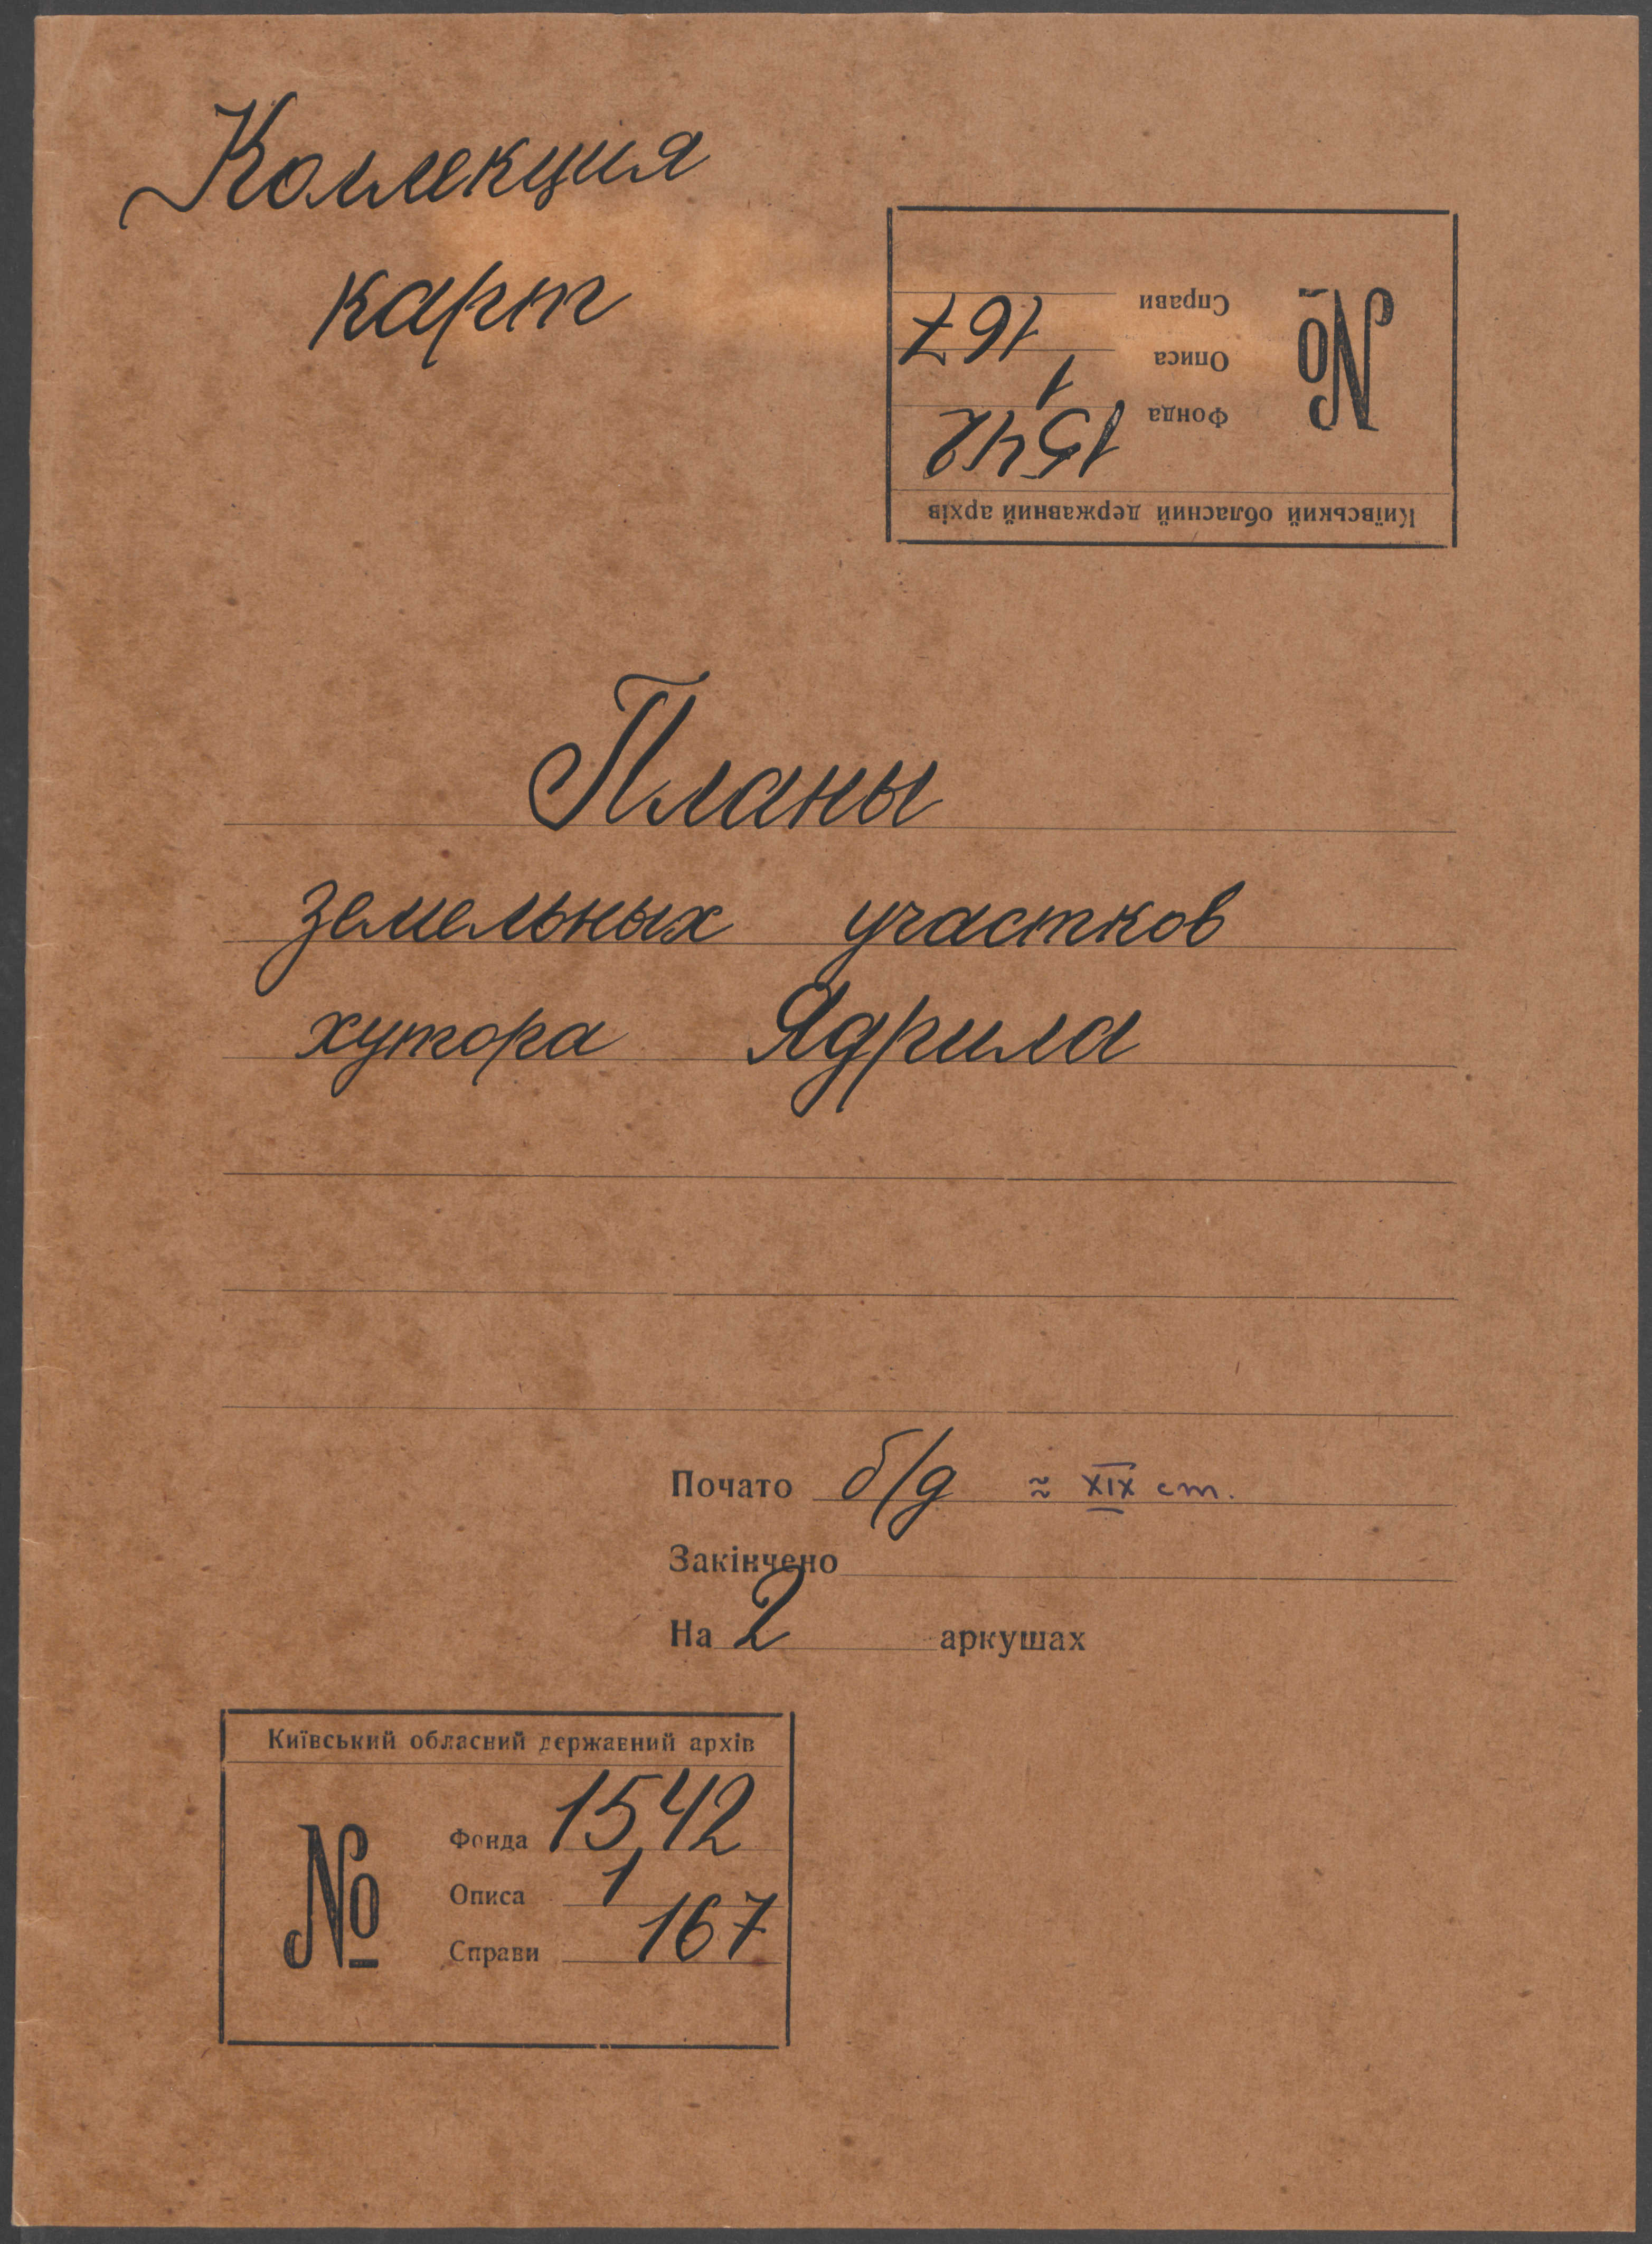 Коллекция
карт
Київський обласний державний архів
№
Фонда 1542
Описа 1
Справи 167
Планы
земельных участков
хутора Ядрила
Почато б/д ≈ XIX ст.
Закінчено
На 2 аркушах
Київський обласний державний архів
№
Фонда 1542
Описа 1
Справи 167